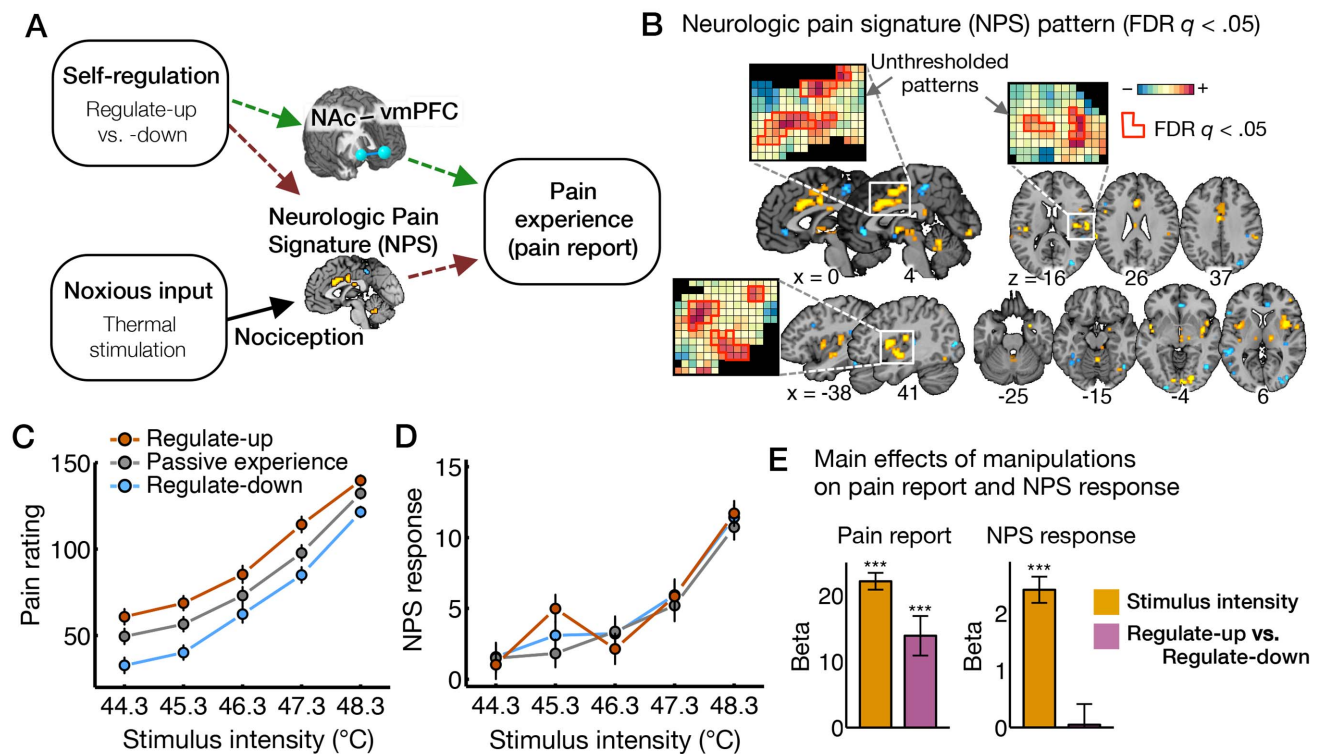 A
Self-regulation
Regulate-up
vs. -down
NAc
vmPFC
Neurologic Pain
Signature (NPS)
Pain
experience
(pain report)
Noxious input
Thermal
stimulation
Nociception
B Neurologic pain signature (NPS) pattern (FDR q < .05)
Unthresholded
patterns
– +
FDR q < .05
x = 0 4
z = -16 26 37
x = -38 41
-25 -15 -4 6
C
Regulate-up
Passive experience
Regulate-down
Pain rating
150
100
50
44.3 45.3 46.3 47.3 48.3
Stimulus intensity (°C)
D
NPS response
15
10
5
0
44.3 45.3 46.3 47.3 48.3
Stimulus intensity (°C)
E Main effects of manipulations
on pain report and NPS response
Pain report
Beta
20
10
0
***
***
NPS response
Beta
2
1
0
***
Stimulus intensity
Regulate-up vs.
Regulate-down